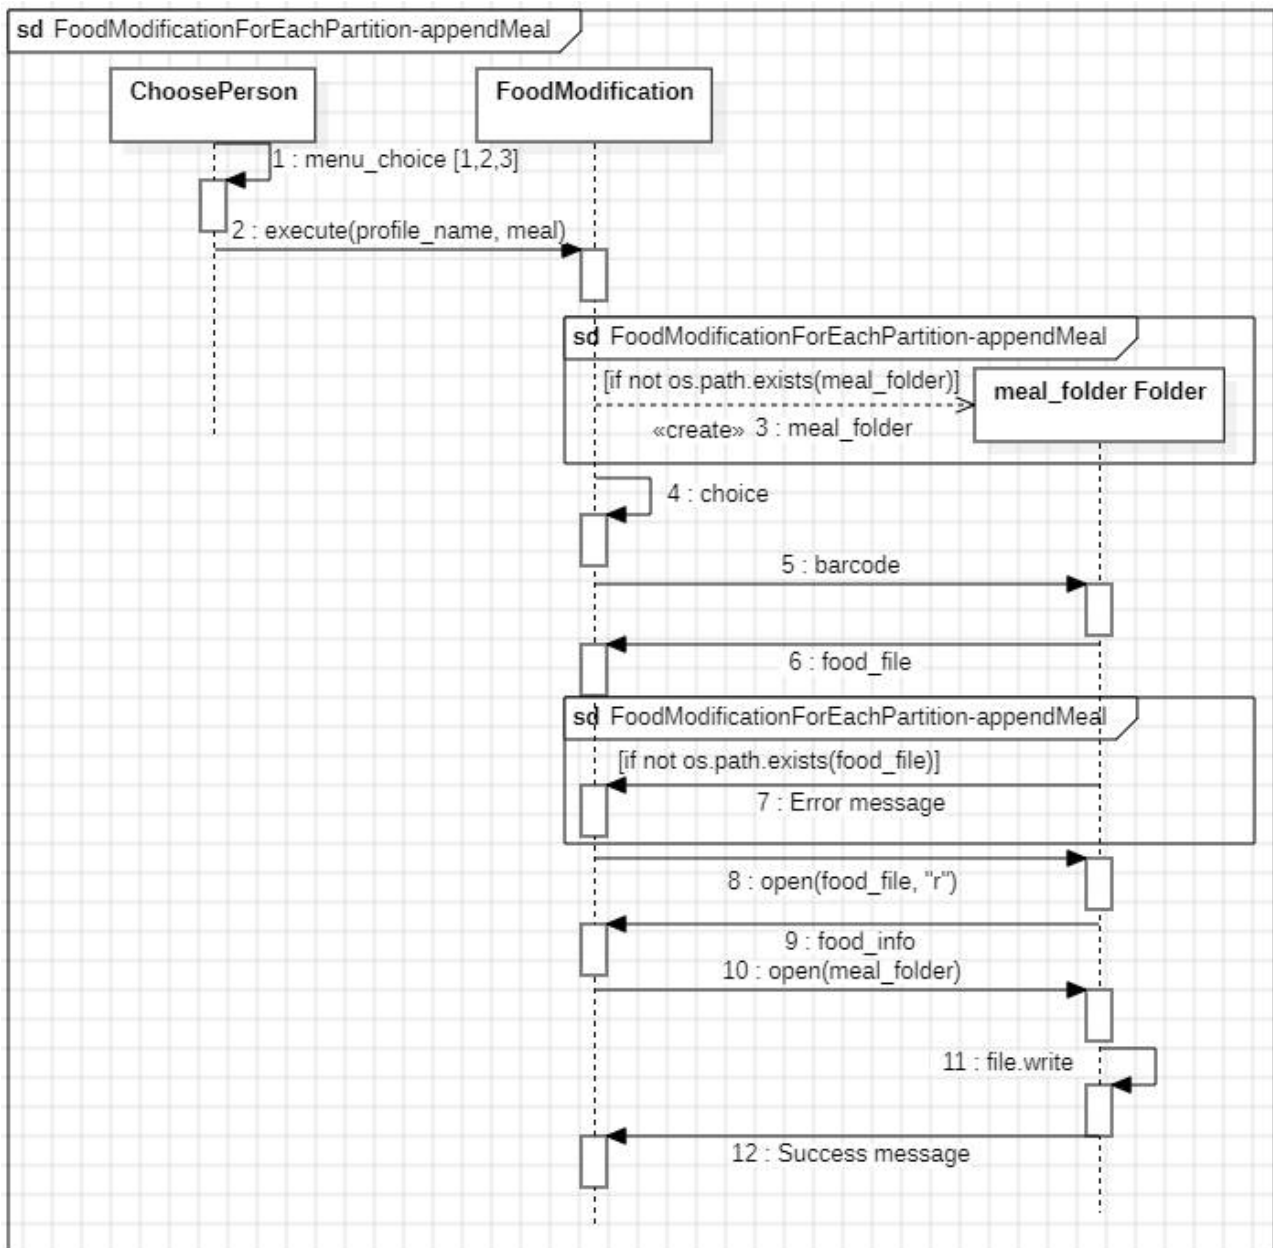 sd FoodModificationForEachPartition-appendMeal
ChoosePerson
FoodModification
1 : menu_choice [1,2,3]
2 : execute(profile_name, meal)
sd FoodModificationForEachPartition-appendMeal
[if not os.path.exists(meal_folder)]
meal_folder Folder
«create» 3 : meal_folder
4 : choice
5 : barcode
6 : food_file
sd FoodModificationForEachPartition-appendMeal
[if not os.path.exists(food_file)]
7 : Error message
8 : open(food_file, "r")
9 : food_info
10 : open(meal_folder)
11 : file.write
12 : Success message